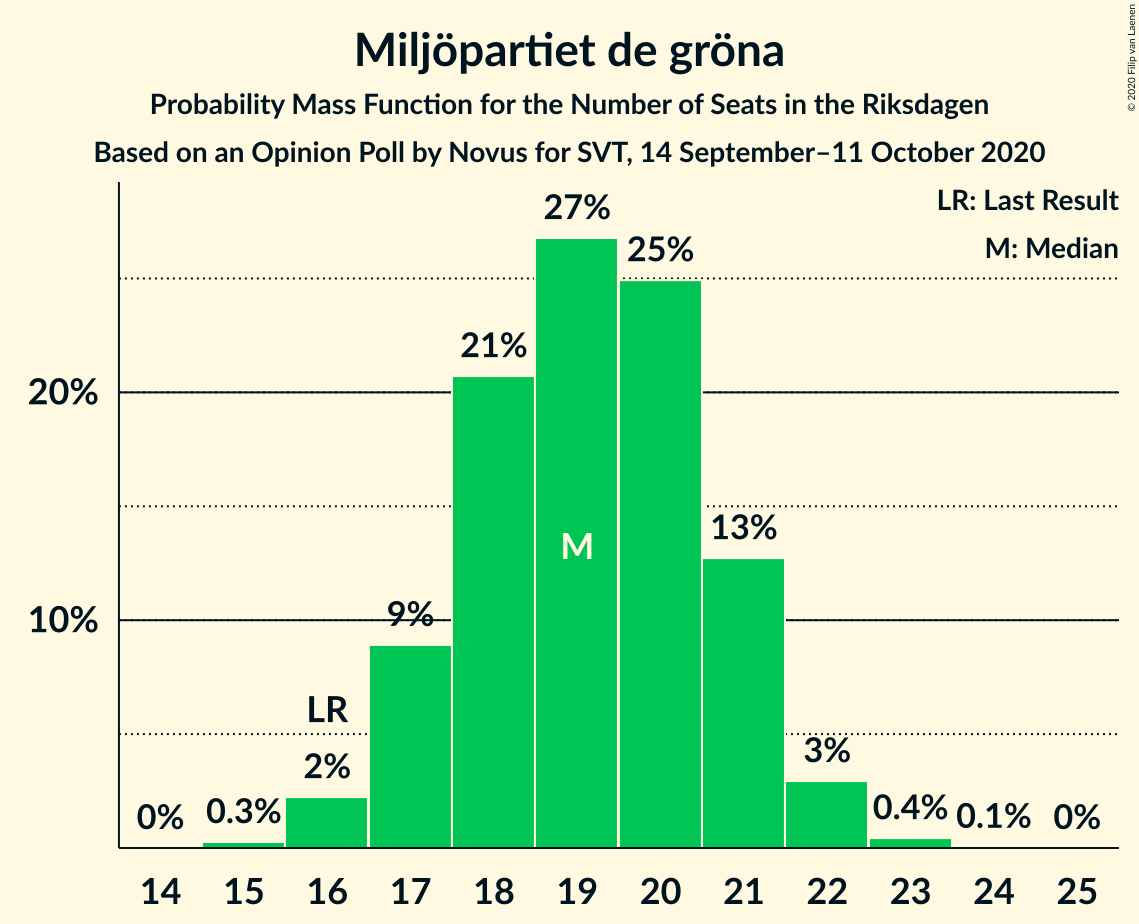 Miljöpartiet de gröna
Probability Mass Function for the Number of Seats in the Riksdagen
Based on an Opinion Poll by Novus for SVT, 14 September–11 October 2020
© 2020 Filip van Laenen
LR: Last Result
M: Median
20%
10%
0%
0.3%
LR
2%
9%
21%
27%
M
25%
13%
3%
0.4%
0.1%
0%
14 15 16 17 18 19 20 21 22 23 24 25